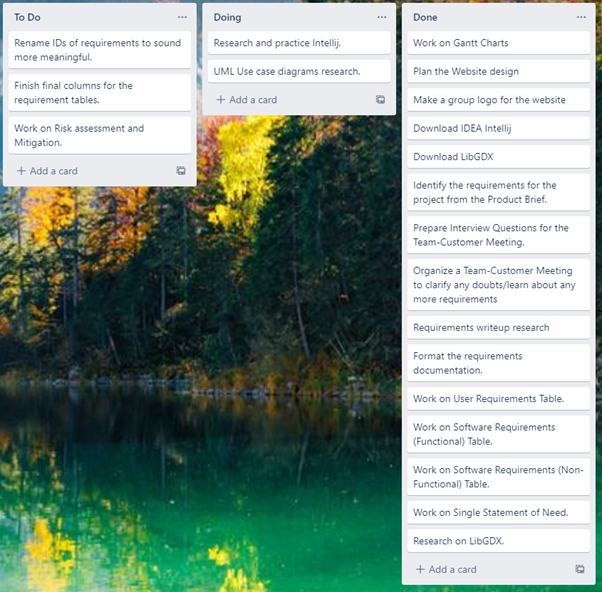 To Do
Rename IDs of requirements to sound
more meaningful.
Finish final columns for the
requirement tables.
Work on Risk assessment and
Mitigation.
+ Add a card
Doing
Research and practice Intellij.
UML Use case diagrams research.
+ Add a card
Done
Work on Gantt Charts
Plan the Website design
Make a group logo for the website
Download IDEA Intellij
Download LibGDX
Identify the requirements for the
project from the Product Brief.
Prepare Interview Questions for the
Team-Customer Meeting.
Organize a Team-Customer Meeting
to clarify any doubts/learn about any
more requirements
Requirements writeup research
Format the requirements
documentation.
Work on User Requirements Table.
Work on Software Requirements
(Functional) Table.
Work on Software Requirements (Non-
Functional) Table.
Work on Single Statement of Need.
Research on LibGDX.
+ Add a card